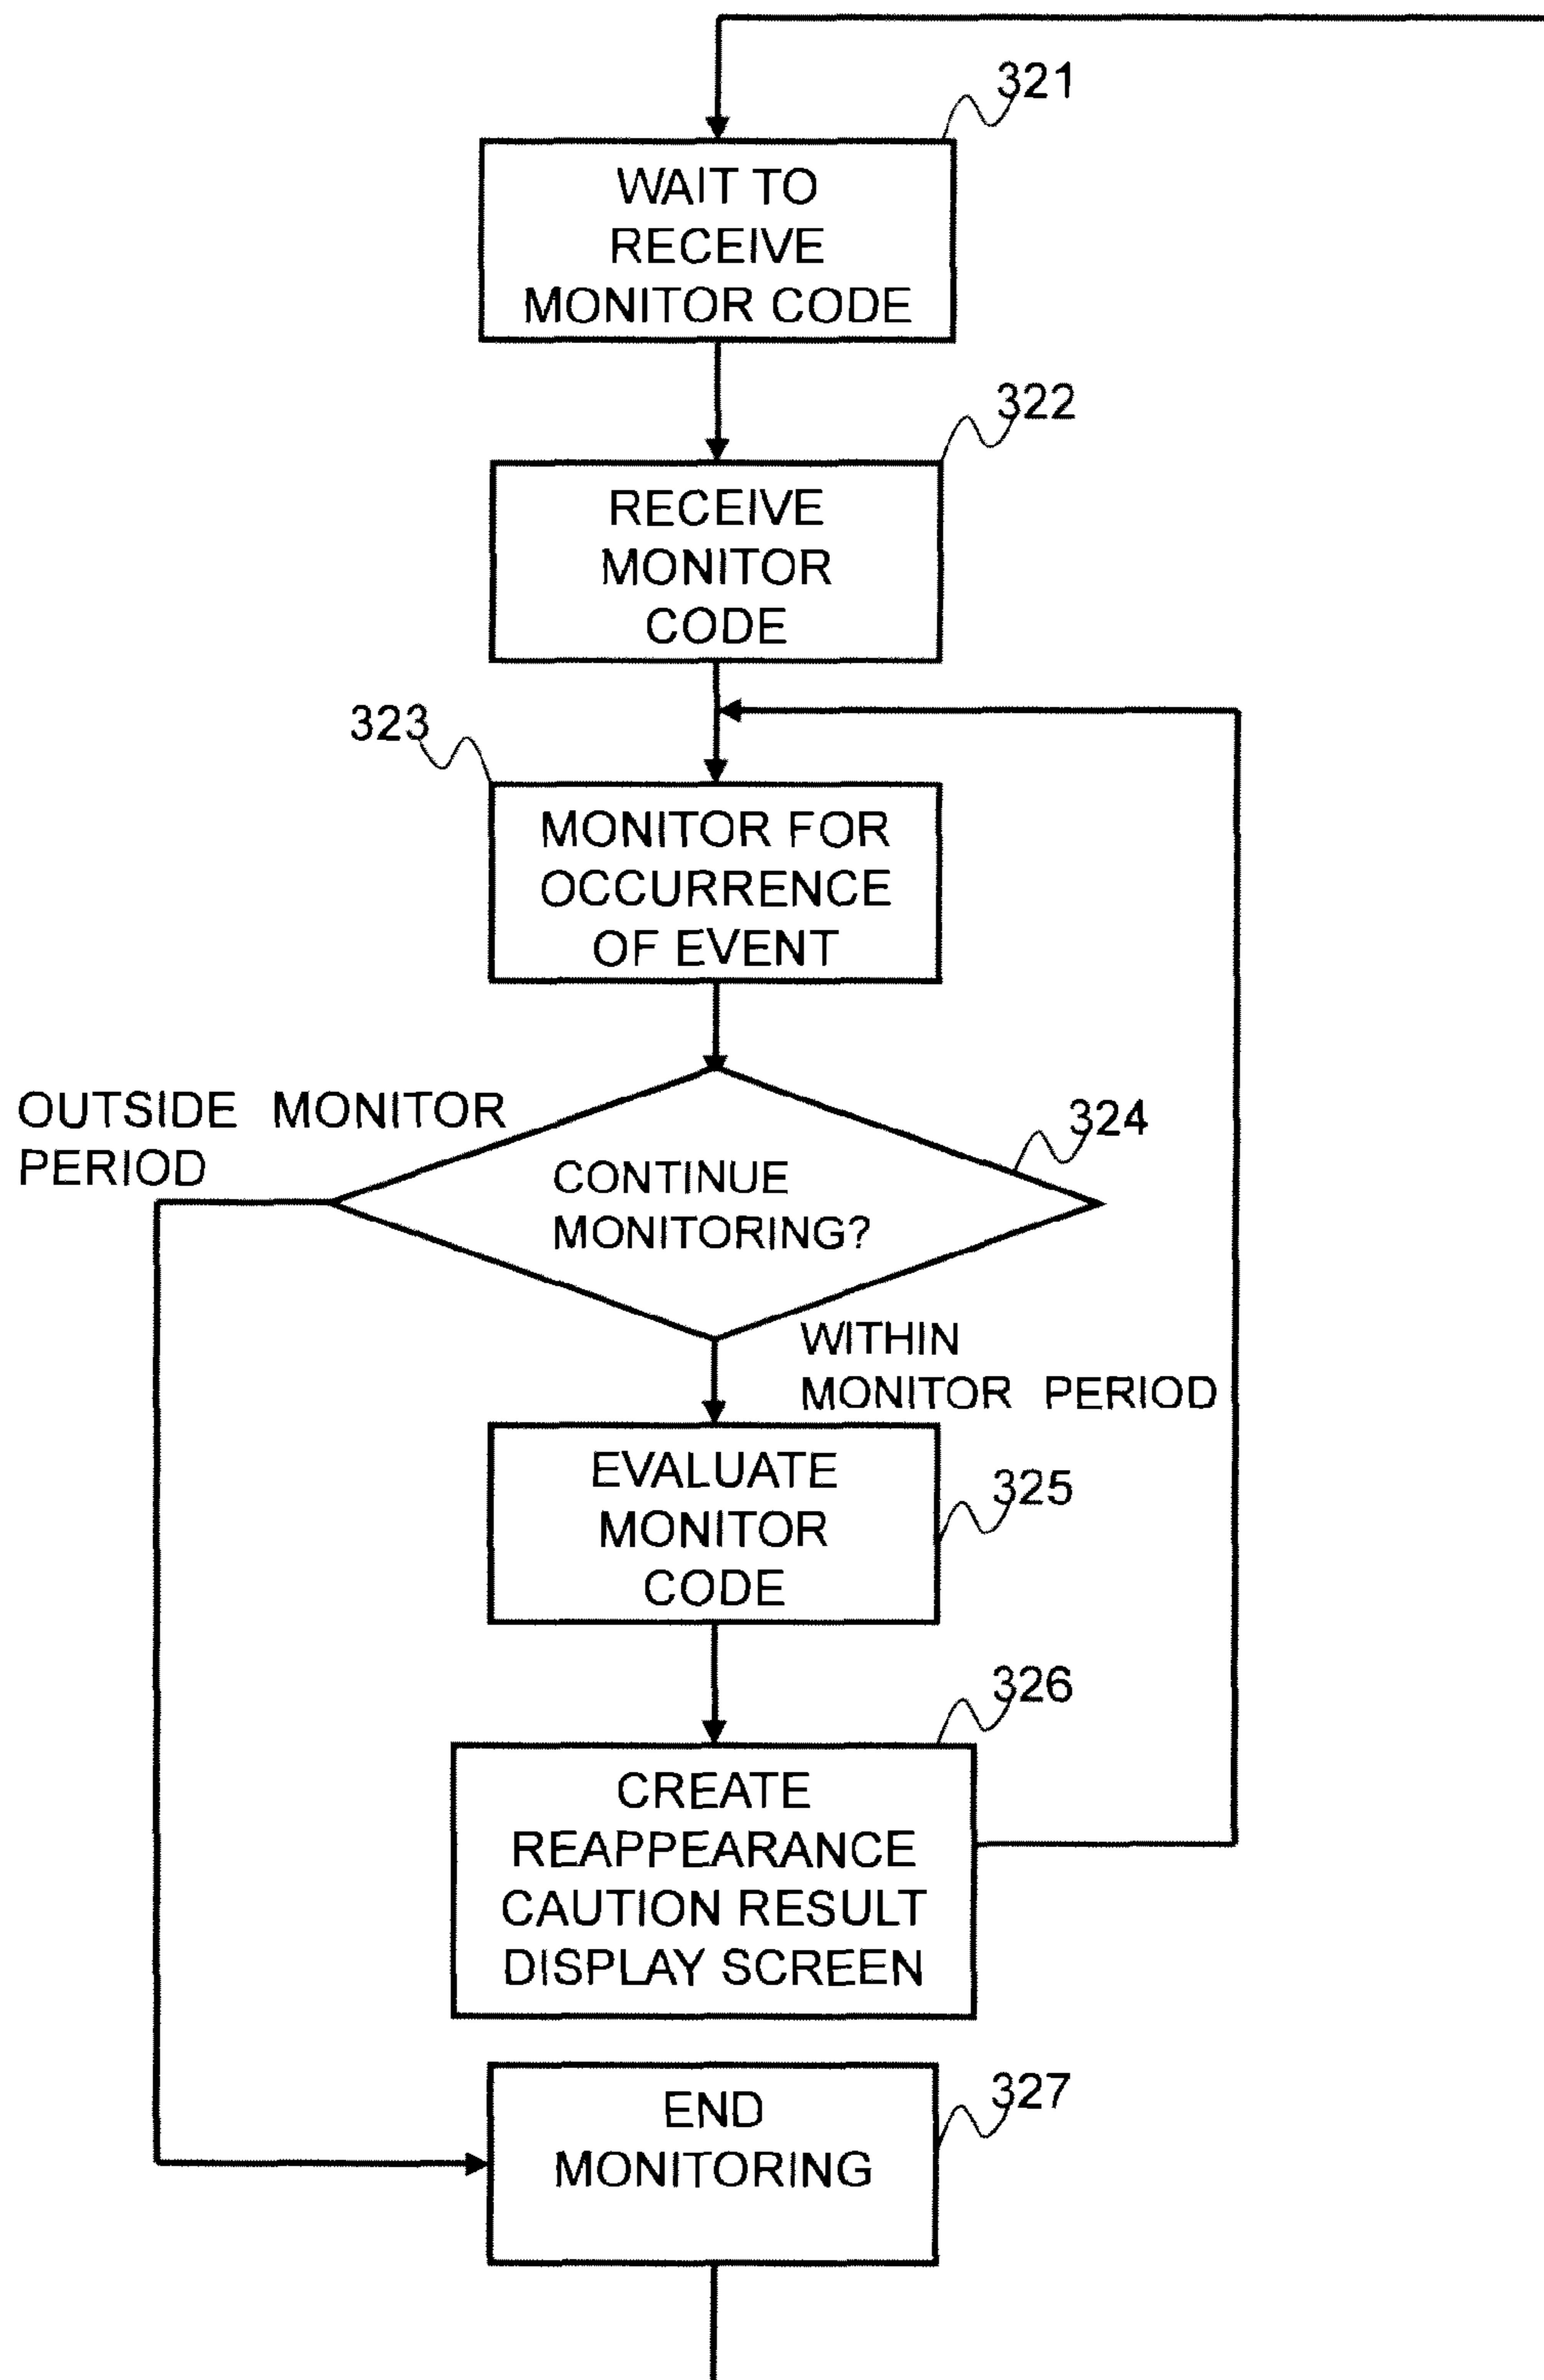 321
WAIT TO
RECEIVE
MONITOR CODE
322
RECEIVE
MONITOR
CODE
323
MONITOR FOR
OCCURRENCE
OF EVENT
OUTSIDE MONITOR
PERIOD
324
CONTINUE
MONITORING?
WITHIN
MONITOR PERIOD
EVALUATE
MONITOR
CODE
325
326
CREATE
REAPPEARANCE
CAUTION RESULT
DISPLAY SCREEN
327
END
MONITORING